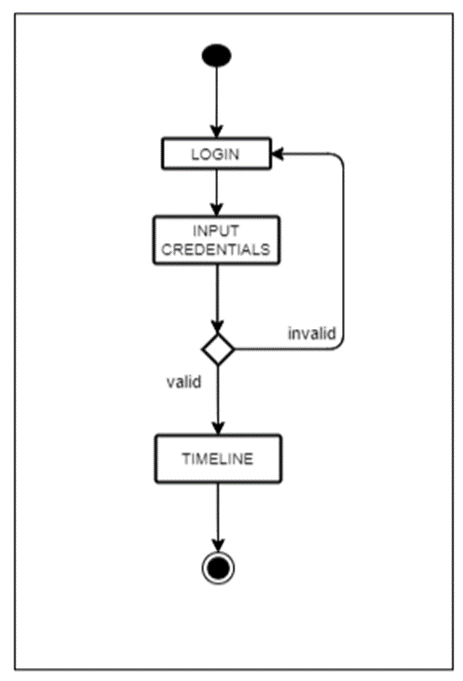 LOGIN
INPUT
CREDENTIALS
invalid
valid
TIMELINE